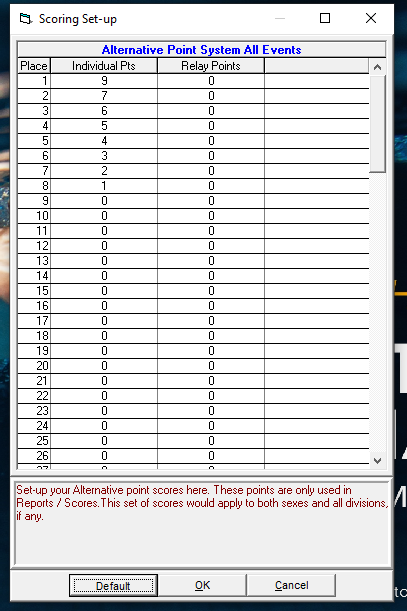 Scoring Set-up
Alternative Point System All Events
Place Individual Pts Relay Points
1 9 0
2 7 0
3 6 0
4 5 0
5 4 0
6 3 0
7 2 0
8 1 0
9 0 0
10 0 0
11 0 0
12 0 0
13 0 0
14 0 0
15 0 0
16 0 0
17 0 0
18 0 0
19 0 0
20 0 0
21 0 0
22 0 0
23 0 0
24 0 0
25 0 0
26 0 0
Set-up your Alternative point scores here. These points are only used in
Reports / Scores.This set of scores would apply to both sexes and all divisions,
if any.
Default OK Cancel